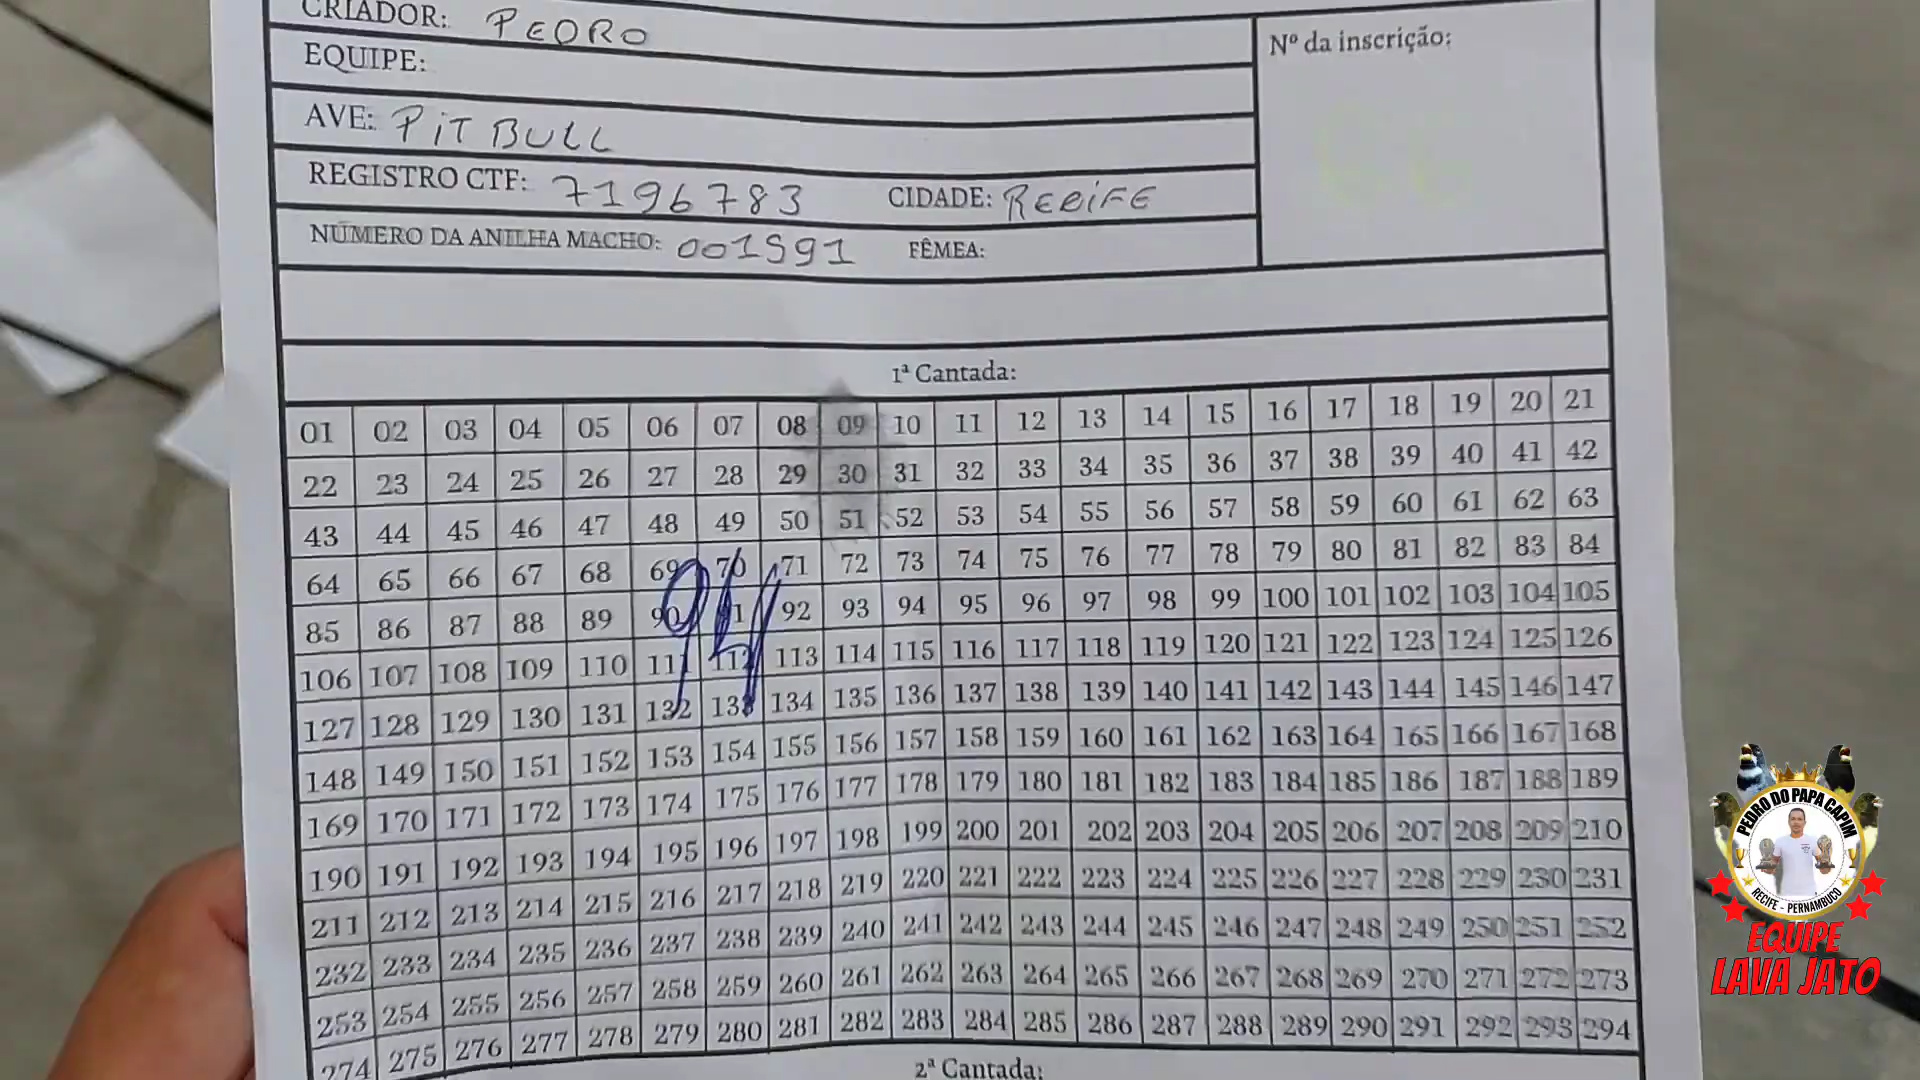 CRIADOR: PEDRO
Nº da inscrição:
EQUIPE:
AVE: PIT BULL
REGISTRO CTF: 7196783 CIDADE: RECIFE
NÚMERO DA ANILHA MACHO: 001591 FÊMEA:
1ª Cantada:
01 02 03 04 05 06 07 08 09 10 11 12 13 14 15 16 17 18 19 20 21
22 23 24 25 26 27 28 29 30 31 32 33 34 35 36 37 38 39 40 41 42
43 44 45 46 47 48 49 50 51 52 53 54 55 56 57 58 59 60 61 62 63
64 65 66 67 68 69 70 71 72 73 74 75 76 77 78 79 80 81 82 83 84
94
85 86 87 88 89 90 91 92 93 94 95 96 97 98 99 100 101 102 103 104 105
106 107 108 109 110 111 112 113 114 115 116 117 118 119 120 121 122 123 124 125 126
127 128 129 130 131 132 133 134 135 136 137 138 139 140 141 142 143 144 145 146 147
148 149 150 151 152 153 154 155 156 157 158 159 160 161 162 163 164 165 166 167 168
169 170 171 172 173 174 175 176 177 178 179 180 181 182 183 184 185 186 187 188 189
190 191 192 193 194 195 196 197 198 199 200 201 202 203 204 205 206 207 208 209 210
211 212 213 214 215 216 217 218 219 220 221 222 223 224 225 226 227 228 229 230 231
232 233 234 235 236 237 238 239 240 241 242 243 244 245 246 247 248 249 250 251 252
253 254 255 256 257 258 259 260 261 262 263 264 265 266 267 268 269 270 271 272 273
274 275 276 277 278 279 280 281 282 283 284 285 286 287 288 289 290 291 292 293 294
2ª Cantada:
PEDRO DO PAPA CAPIM
RECIFE - PERNAMBUCO
EQUIPE
LAVA JATO